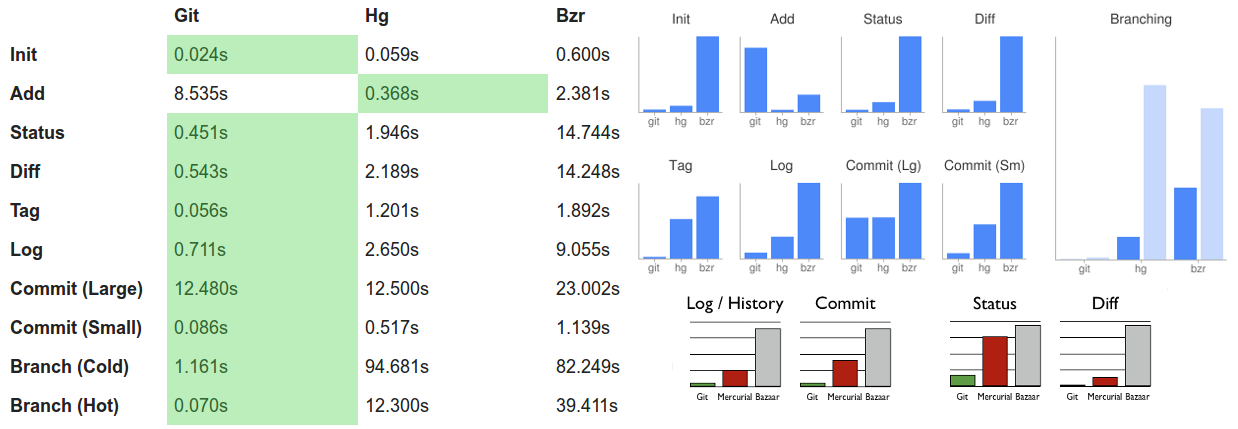 Git Hg Bzr
Init 0.024s 0.059s 0.600s
Add 8.535s 0.368s 2.381s
Status 0.451s 1.946s 14.744s
Diff 0.543s 2.189s 14.248s
Tag 0.056s 1.201s 1.892s
Log 0.711s 2.650s 9.055s
Commit (Large) 12.480s 12.500s 23.002s
Commit (Small) 0.086s 0.517s 1.139s
Branch (Cold) 1.161s 94.681s 82.249s
Branch (Hot) 0.070s 12.300s 39.411s
Init Add Status Diff Branching
git hg bzr git hg bzr git hg bzr git hg bzr
Tag Log Commit (Lg) Commit (Sm)
git hg bzr git hg bzr git hg bzr git hg bzr git hg bzr
Log / History Commit Status Diff
Git Mercurial Bazaar Git Mercurial Bazaar Git Mercurial Bazaar Git Mercurial Bazaar